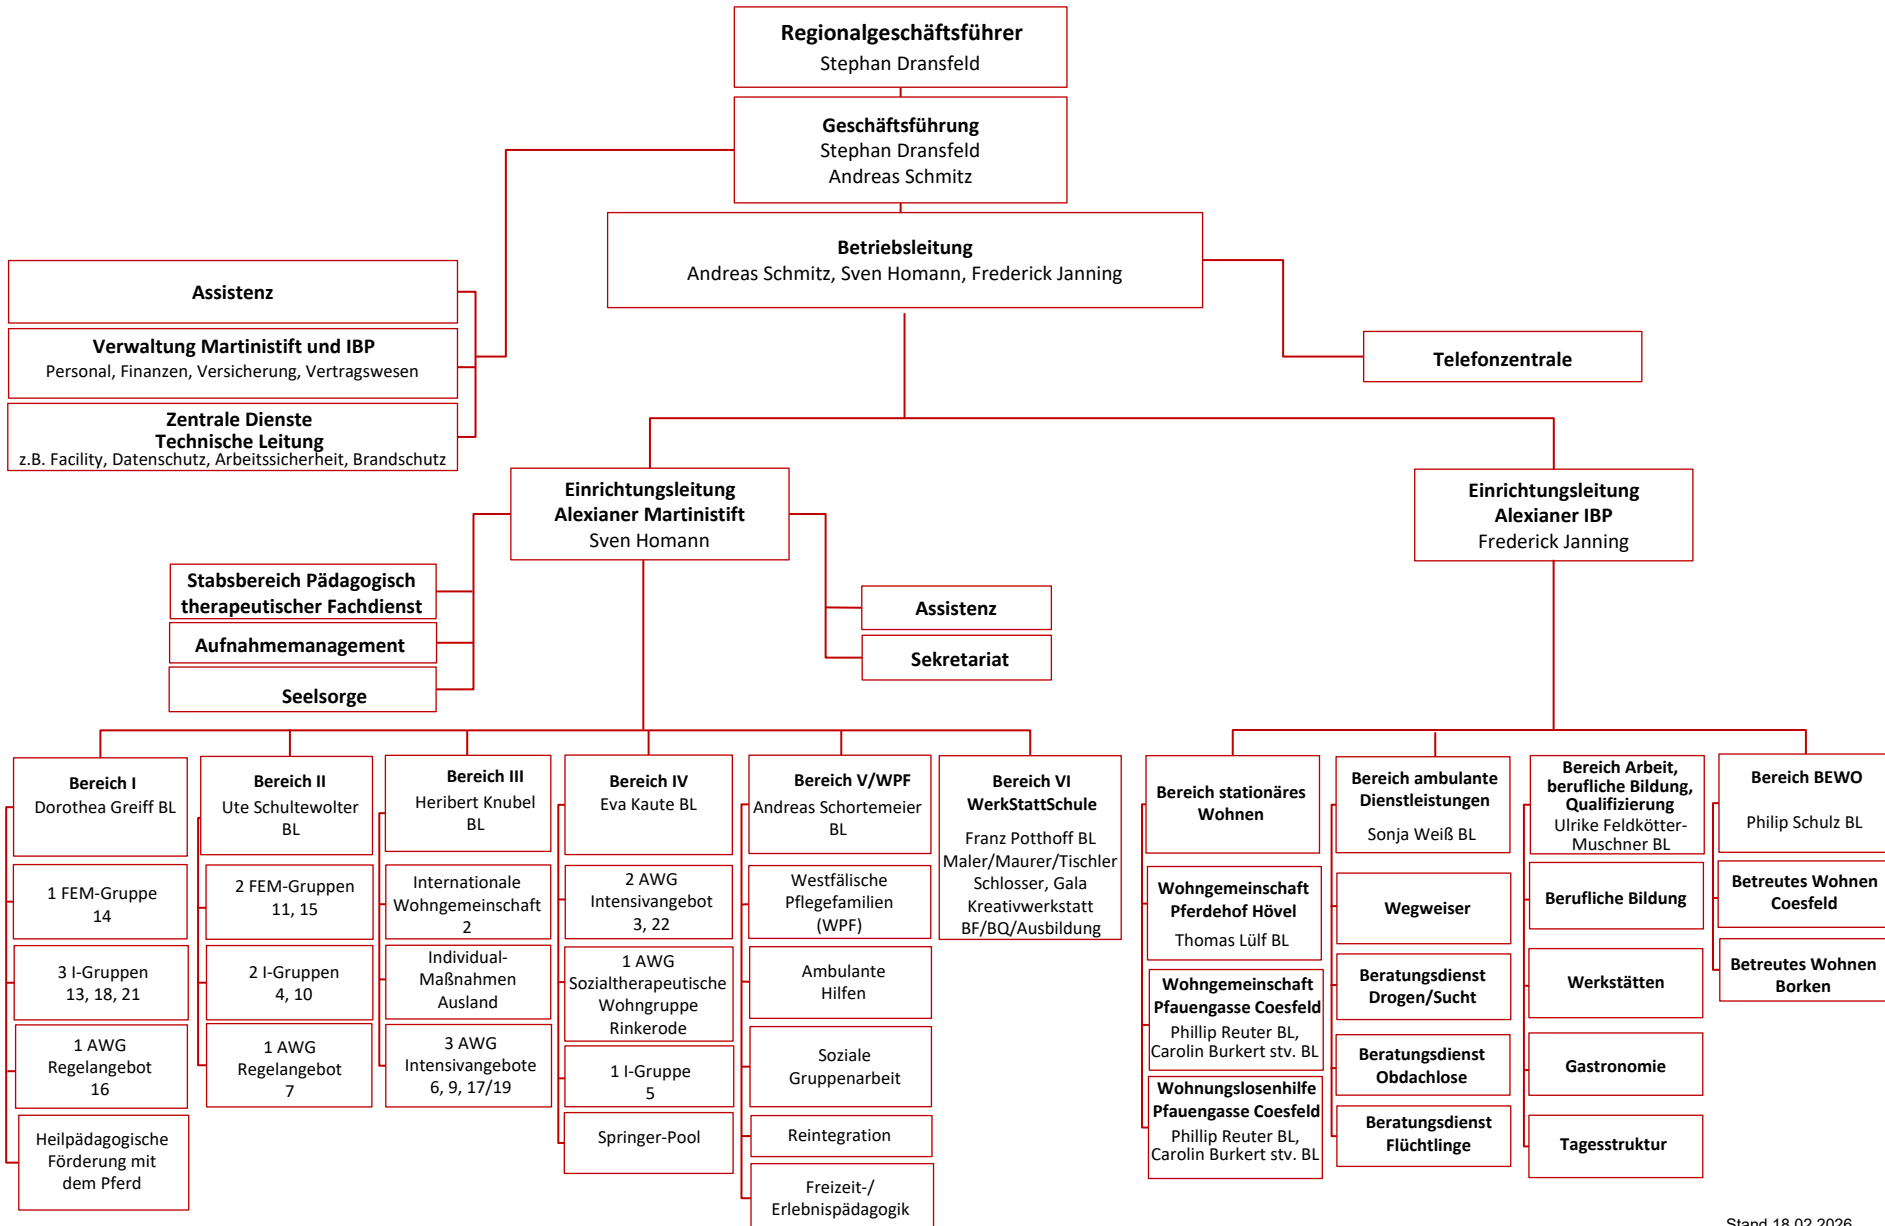 Regionalgeschäftsführer
Stephan Dransfeld
Geschäftsführung
Stephan Dransfeld
Andreas Schmitz
Betriebsleitung
Andreas Schmitz, Sven Homann, Frederick Janning
Assistenz
Verwaltung Martinistift und IBP
Personal, Finanzen, Versicherung, Vertragswesen
Zentrale Dienste
Technische Leitung
z.B. Facility, Datenschutz, Arbeitssicherheit, Brandschutz
Telefonzentrale
Einrichtungsleitung
Alexianer Martinistift
Sven Homann
Einrichtungsleitung
Alexianer IBP
Frederick Janning
Stabsbereich Pädagogisch
therapeutischer Fachdienst
Aufnahmemanagement
Seelsorge
Assistenz
Sekretariat
Bereich I
Dorothea Greiff BL
1 FEM-Gruppe
14
3 I-Gruppen
13, 18, 21
1 AWG
Regelangebot
16
Heilpädagogische
Förderung mit
dem Pferd
Bereich II
Ute Schultewolter
BL
2 FEM-Gruppen
11, 15
2 I-Gruppen
4, 10
1 AWG
Regelangebot
7
Bereich III
Heribert Knubel
BL
Internationale
Wohngemeinschaft
2
Individual-
Maßnahmen
Ausland
3 AWG
Intensivangebote
6, 9, 17/19
Bereich IV
Eva Kaute BL
2 AWG
Intensivangebot
3, 22
1 AWG
Sozialtherapeutische
Wohngruppe
Rinkerode
1 I-Gruppe
5
Springer-Pool
Bereich V/WPF
Andreas Schortemeier
BL
Westfälische
Pflegefamilien
(WPF)
Ambulante
Hilfen
Soziale
Gruppenarbeit
Reintegration
Freizeit-/
Erlebnispädagogik
Bereich VI
WerkStattSchule
Franz Potthoff BL
Maler/Maurer/Tischler
Schlosser, Gala
Kreativwerkstatt
BF/BQ/Ausbildung
Bereich stationäres
Wohnen
Wohngemeinschaft
Pferdehof Hövel
Thomas Lülf BL
Wohngemeinschaft
Pfauengasse Coesfeld
Phillip Reuter BL,
Carolin Burkert stv. BL
Wohnungslosenhilfe
Pfauengasse Coesfeld
Phillip Reuter BL,
Carolin Burkert stv. BL
Bereich ambulante
Dienstleistungen
Sonja Weiß BL
Wegweiser
Beratungsdienst
Drogen/Sucht
Beratungsdienst
Obdachlose
Beratungsdienst
Flüchtlinge
Bereich Arbeit,
berufliche Bildung,
Qualifizierung
Ulrike Feldkötter-
Muschner BL
Berufliche Bildung
Werkstätten
Gastronomie
Tagesstruktur
Bereich BEWO
Philip Schulz BL
Betreutes Wohnen
Coesfeld
Betreutes Wohnen
Borken
Stand 18.02.2026